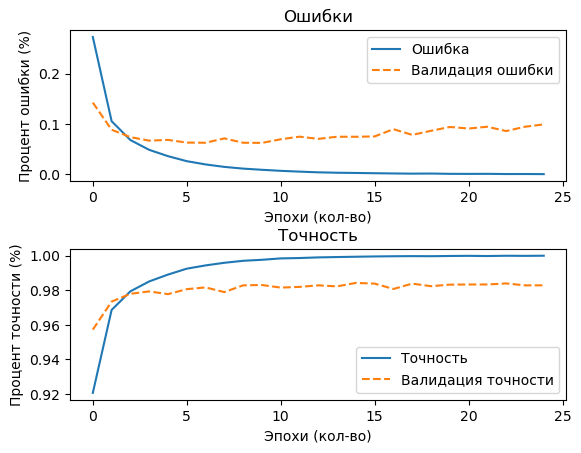 Ошибки
Процент ошибки (%)
0.2
0.1
0.0
Ошибка
Валидация ошибки
0
5
10
15
20
25
Эпохи (кол-во)
Точность
Процент точности (%)
1.00
0.98
0.96
0.94
0.92
Точность
Валидация точности
0
5
10
15
20
25
Эпохи (кол-во)